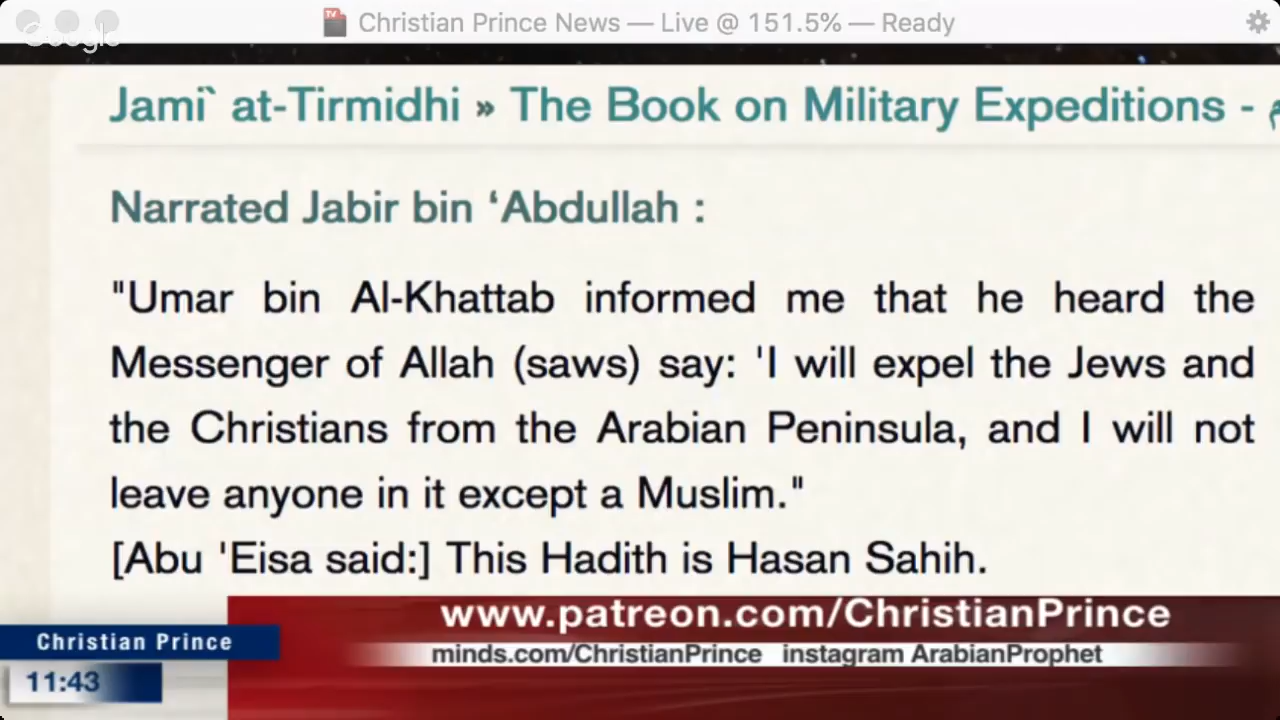 Christian Prince News — Live @ 151.5% — Ready
Google
Jami` at-Tirmidhi » The Book on Military Expeditions -
Narrated Jabir bin ‘Abdullah :
"Umar bin Al-Khattab informed me that he heard the
Messenger of Allah (saws) say: 'I will expel the Jews and
the Christians from the Arabian Peninsula, and I will not
leave anyone in it except a Muslim."
[Abu 'Eisa said:] This Hadith is Hasan Sahih.
www.patreon.com/ChristianPrince
Christian Prince
minds.com/ChristianPrince instagram ArabianProphet
11:43